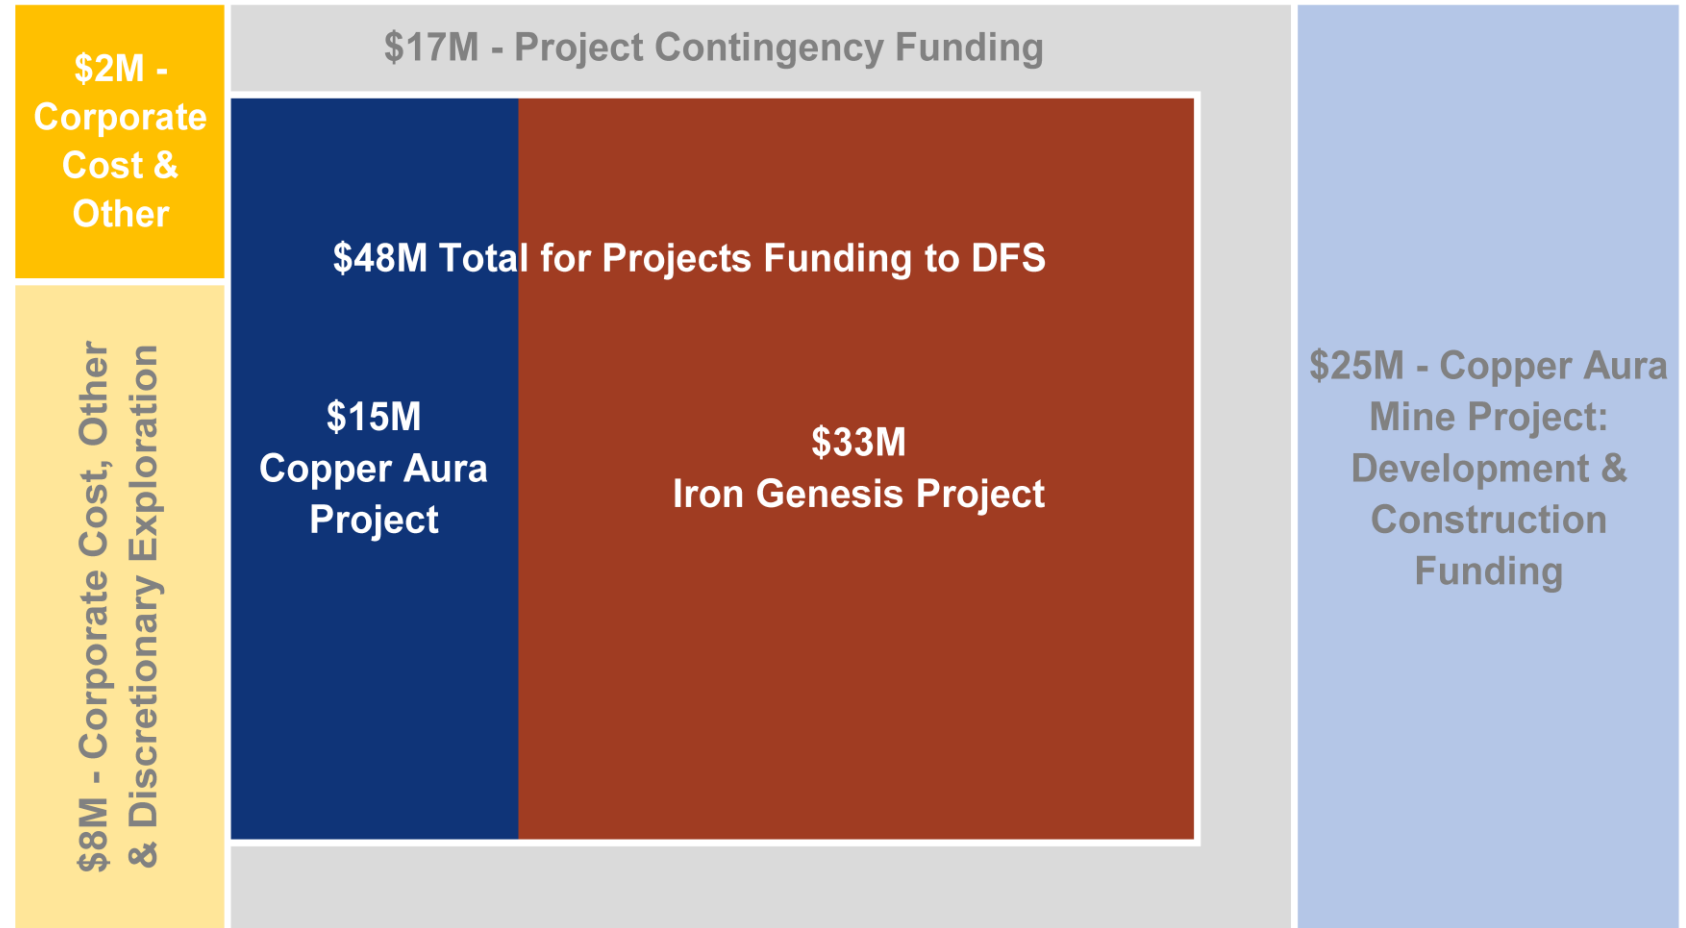 $2M -
Corporate
Cost &
Other
$8M - Corporate Cost, Other
& Discretionary Exploration
$17M - Project Contingency Funding
$48M Total for Projects Funding to DFS
$15M
Copper Aura
Project
$33M
Iron Genesis Project
$25M - Copper Aura
Mine Project:
Development &
Construction
Funding